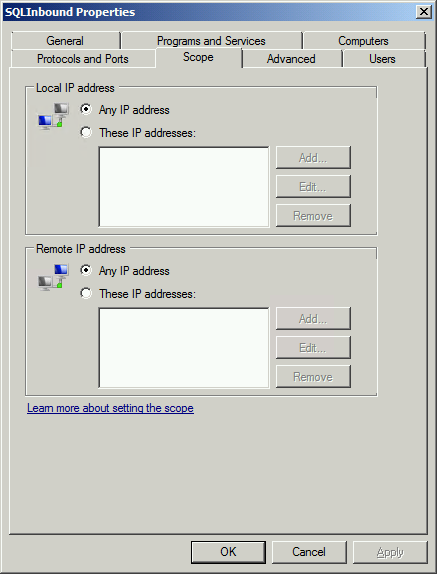 SQLInbound Properties
General
Programs and Services
Computers
Protocols and Ports
Scope
Advanced
Users
Local IP address
Any IP address
These IP addresses:
Add...
Edit...
Remove
Remote IP address
Any IP address
These IP addresses:
Add...
Edit...
Remove
Learn more about setting the scope
OK
Cancel
Apply